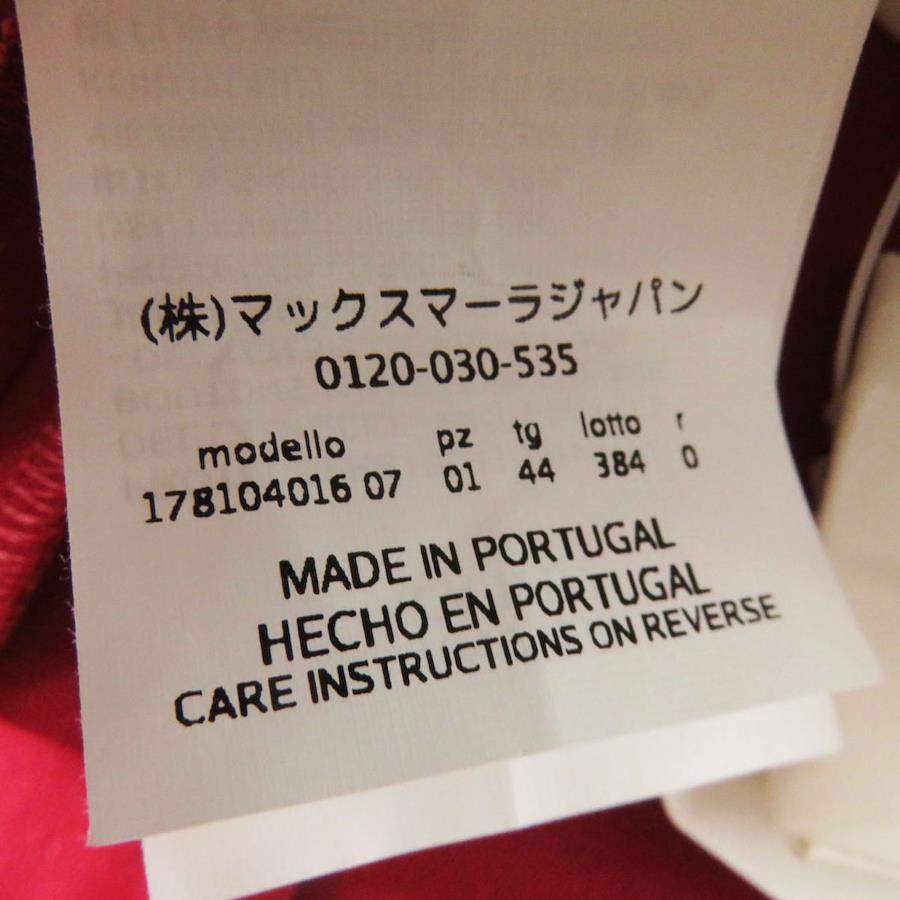 (株)マックスマーラジャパン
0120-030-535
modello pz tg lotto r
178104016 07 01 44 384 0
MADE IN PORTUGAL
HECHO EN PORTUGAL
CARE INSTRUCTIONS ON REVERSE